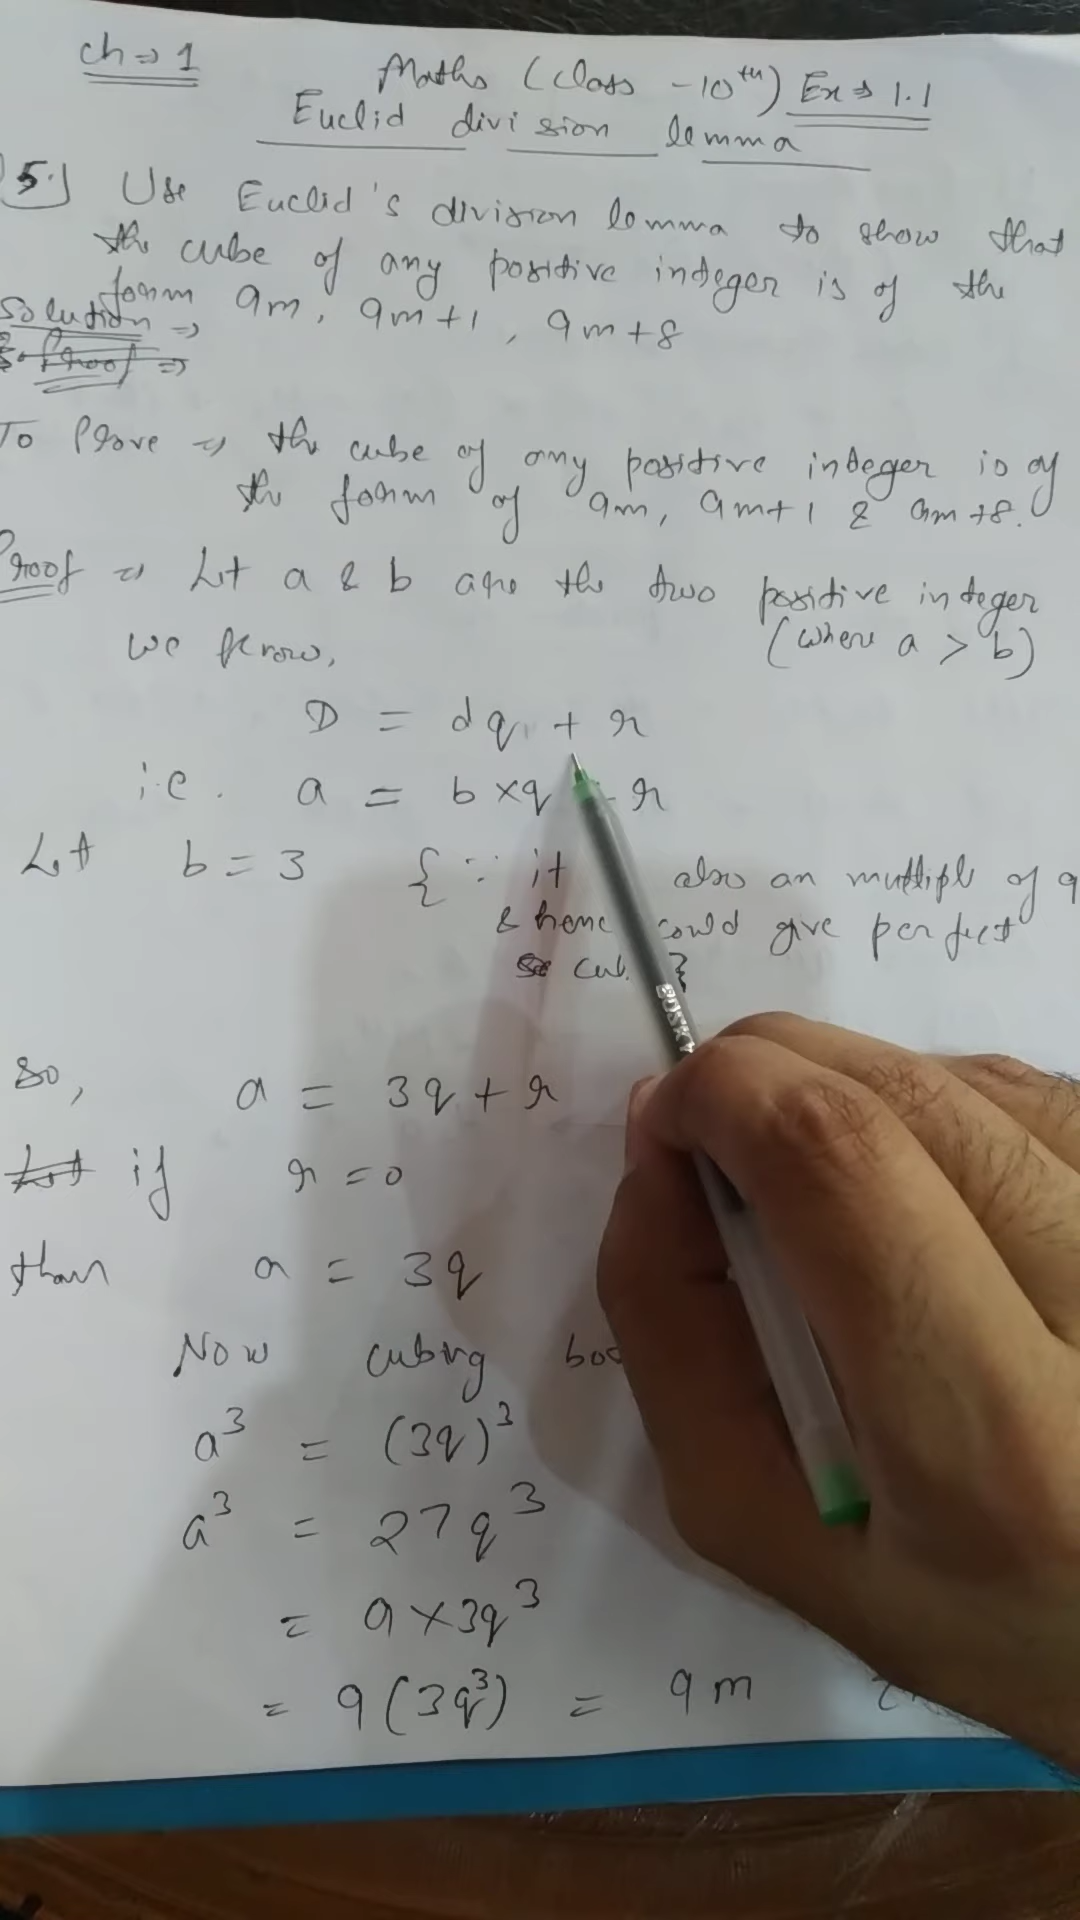 ch ⇒ 1
Maths (Class -10th) Ex ⇒ 1.1
Euclid division lemma
5.) Use Euclid's division lemma to show that
the cube of any positive integer is of the
form 9m, 9m+1, 9m+8
Solution ⇒
Proof ⇒
To Prove ⇒ the cube of any positive integer is of
the form of 9m, 9m+1 & 9m+8.
Proof ⇒ Let a & b are the two positive integer
we know, (where a > b)
D = dq + r
i.e. a = b×q + r
Let b = 3 {∵ it also an multiple of 9
& henc could give perfect
cub. }
So, a = 3q + r
Let if r = 0
than a = 3q
Now cubing
a³ = (3q)³
a³ = 27q³
= 9×3q³
= 9(3q³) = 9m
BOSKY